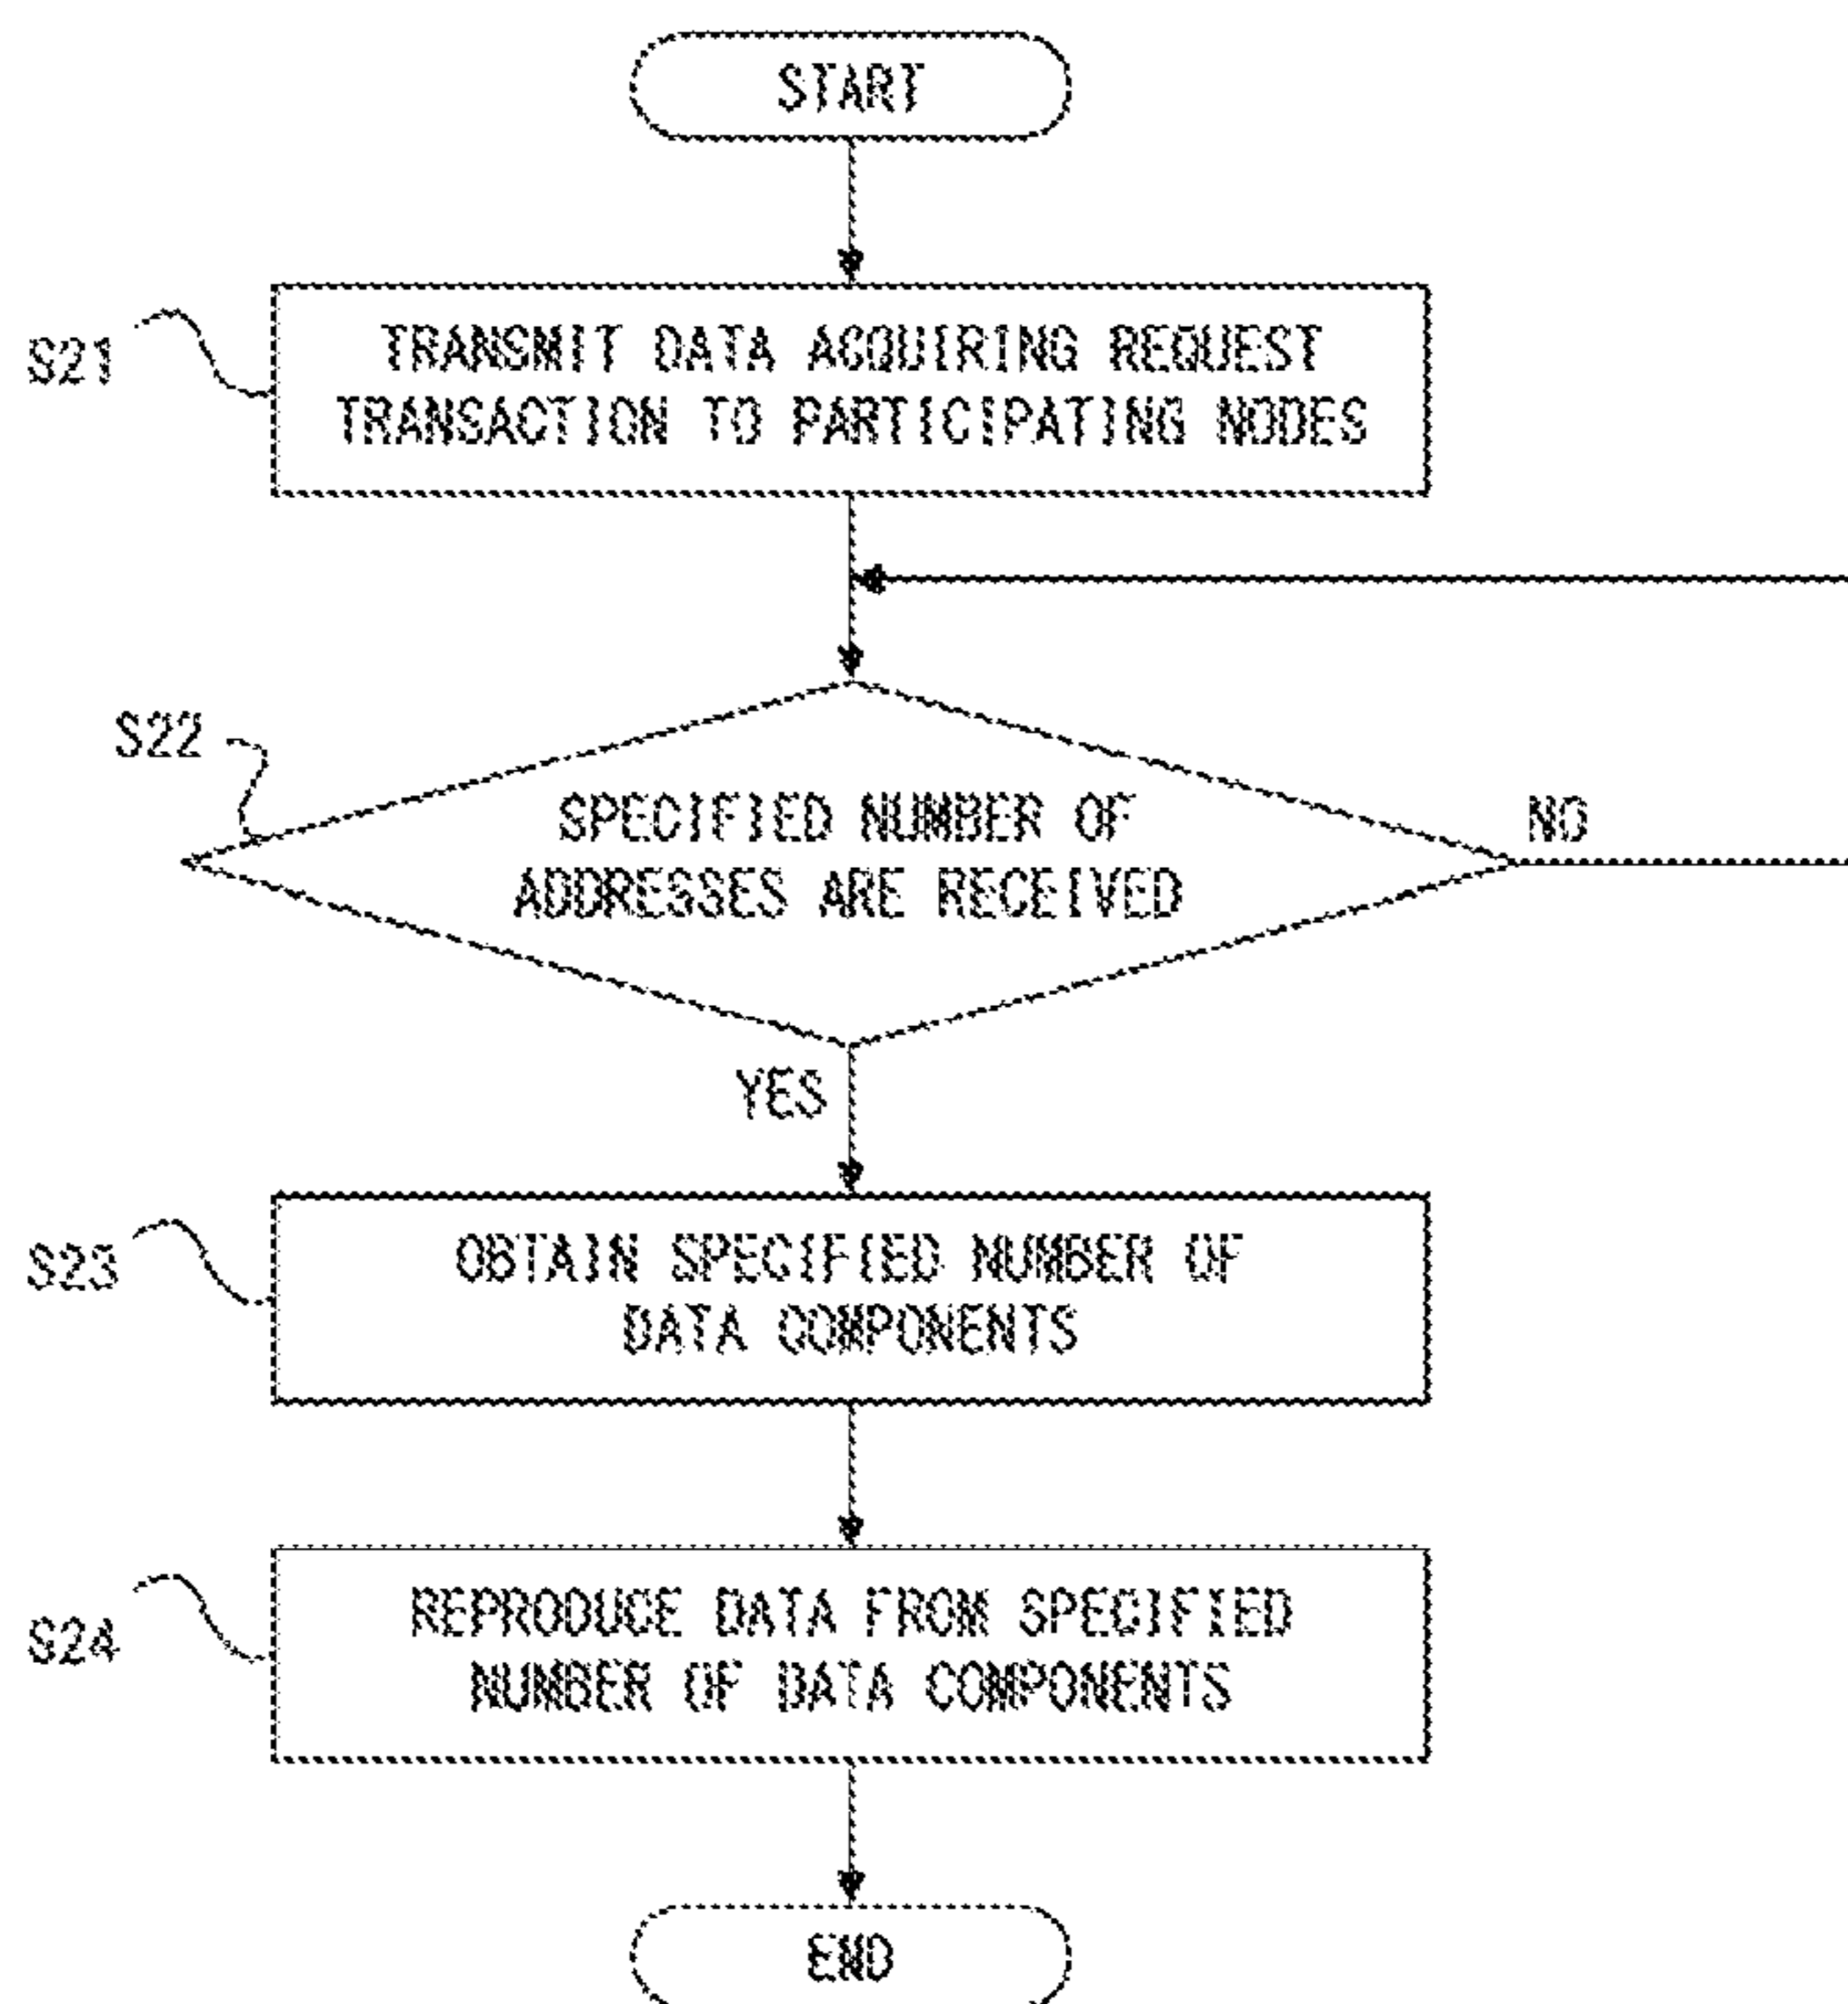 START
S21
TRANSMIT DATA ACQUIRING REQUEST
TRANSACTION TO PARTICIPATING NODES
S22
SPECIFIED NUMBER OF
ADDRESSES ARE RECEIVED
NO
YES
S23
OBTAIN SPECIFIED NUMBER OF
DATA COMPONENTS
S24
REPRODUCE DATA FROM SPECIFIED
NUMBER OF DATA COMPONENTS
END